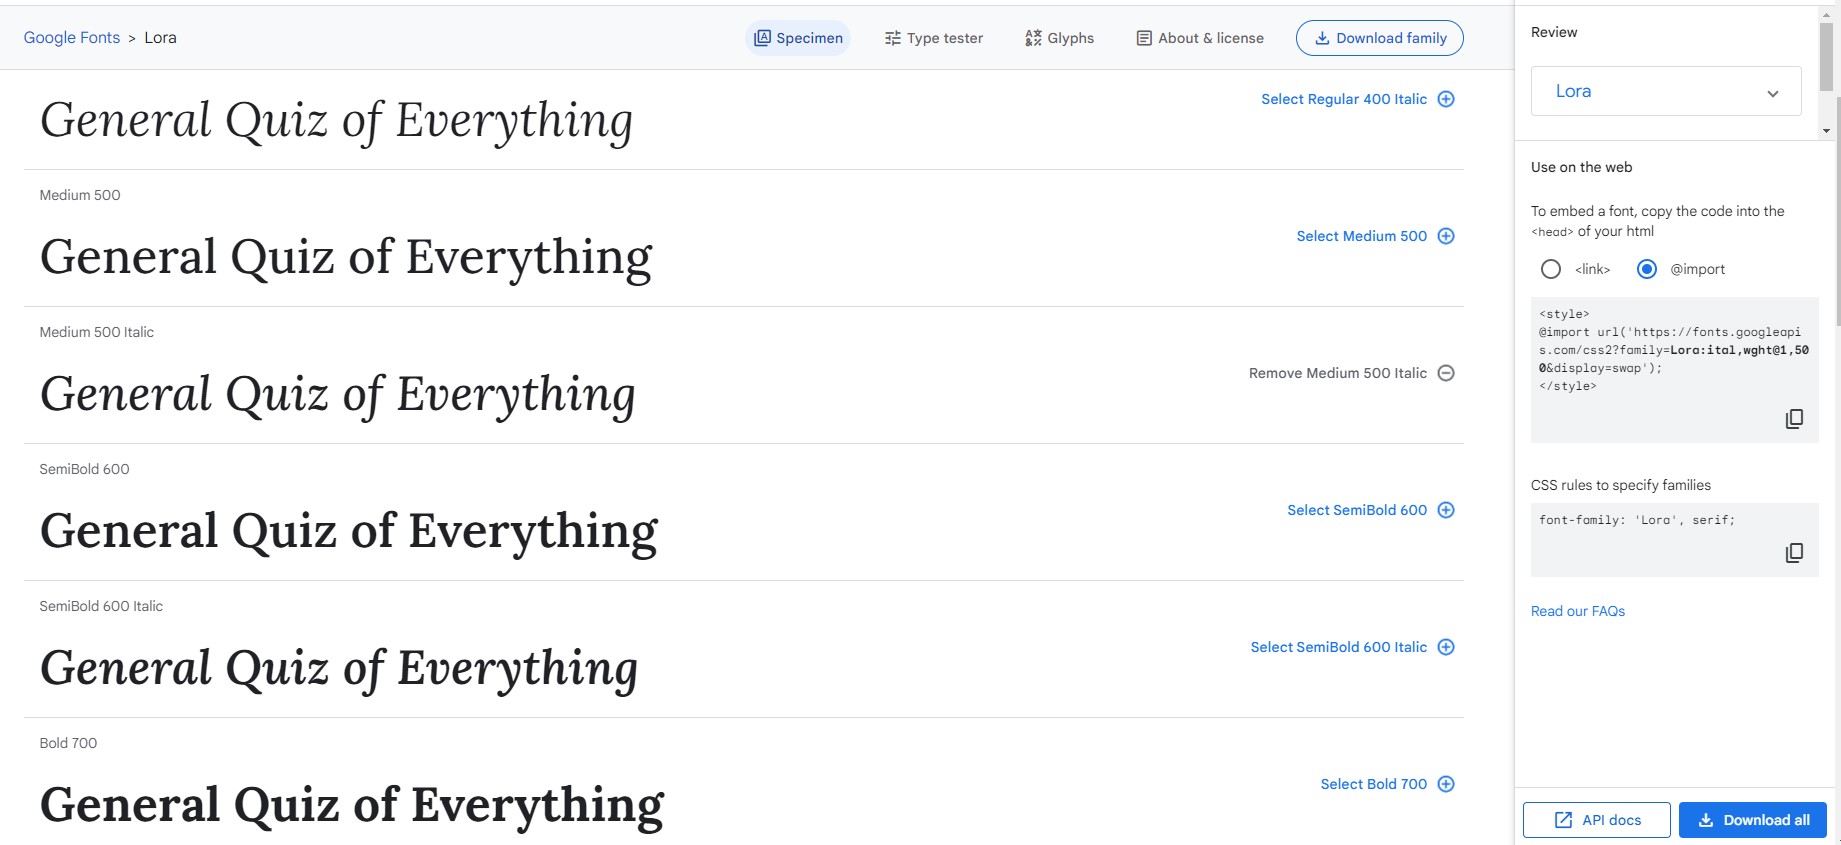 Google Fonts > Lora
Specimen
Type tester
Glyphs
About & license
Download family
General Quiz of Everything
Select Regular 400 Italic
Medium 500
General Quiz of Everything
Select Medium 500
Medium 500 Italic
General Quiz of Everything
Remove Medium 500 Italic
SemiBold 600
General Quiz of Everything
Select SemiBold 600
SemiBold 600 Italic
General Quiz of Everything
Select SemiBold 600 Italic
Bold 700
General Quiz of Everything
Select Bold 700
Review
Lora
Use on the web
To embed a font, copy the code into the
<head> of your html
<link>
@import
<style>
@import url('https://fonts.googleapi
s.com/css2?family=Lora:ital,wght@1,50
0&display=swap');
</style>
CSS rules to specify families
font-family: 'Lora', serif;
Read our FAQs
API docs
Download all